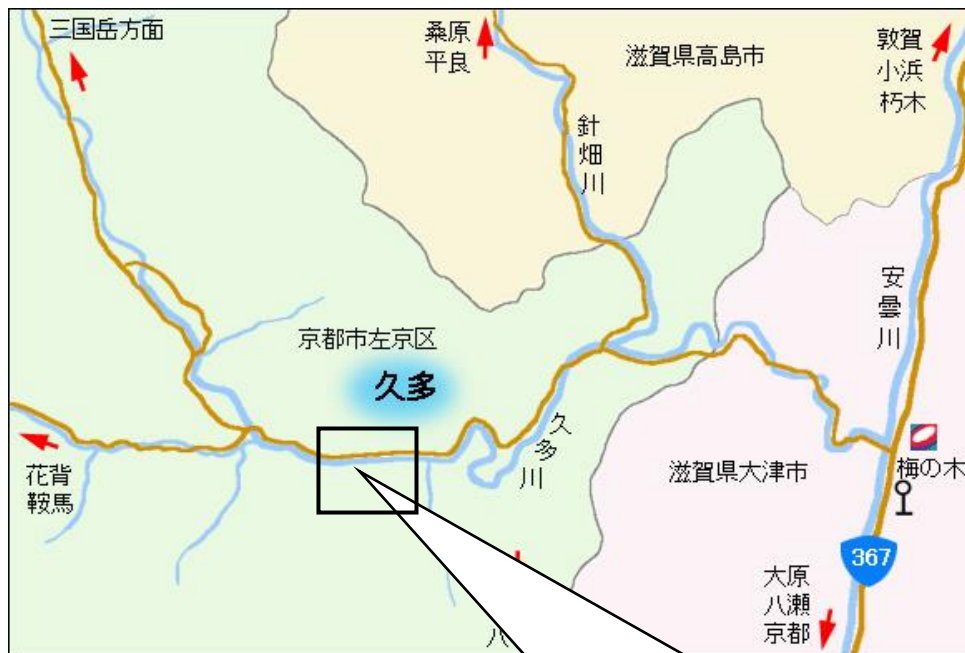 三国岳方面
桑原
平良
滋賀県高島市
敦賀
小浜
朽木
針畑川
安曇川
京都市左京区
久多
久多川
花背
鞍馬
滋賀県大津市
梅の木
367
大原
八瀬
京都
八